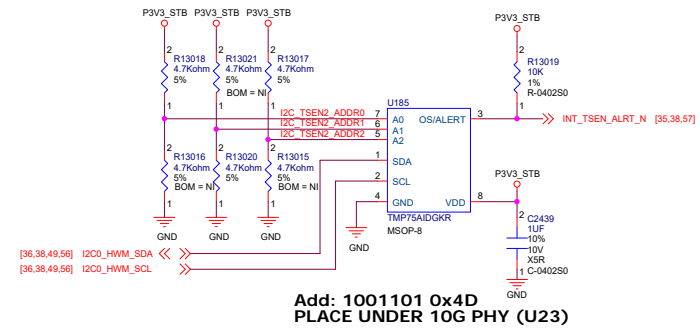 P3V3_STB P3V3_STB P3V3_STB
P3V3_STB
2 2 2
R13018 R13021 R13017
4.7Kohm 4.7Kohm 4.7Kohm
5% 5% 5%
BOM = NI
1 1 1
2
R13019
10K
1%
R-0402S0
1
U185
I2C_TSEN2_ADDR0 7 A0 OS/ALERT 3 INT_TSEN_ALRT_N [35,38,57]
I2C_TSEN2_ADDR1 6 A1
I2C_TSEN2_ADDR2 5 A2
2 2 2
R13016 R13020 R13015
4.7Kohm 4.7Kohm 4.7Kohm
5% 5% 5%
BOM = NI BOM = NI
1 1 1
GND GND GND
1 SDA
2 SCL
4 GND VDD 8
TMP75AIDGKR
MSOP-8
GND
P3V3_STB
2
C2439
1UF
10%
10V
X5R
1 C-0402S0
GND
[36,38,49,56] I2C0_HWM_SDA
[36,38,49,56] I2C0_HWM_SCL
Add: 1001101 0x4D
PLACE UNDER 10G PHY (U23)